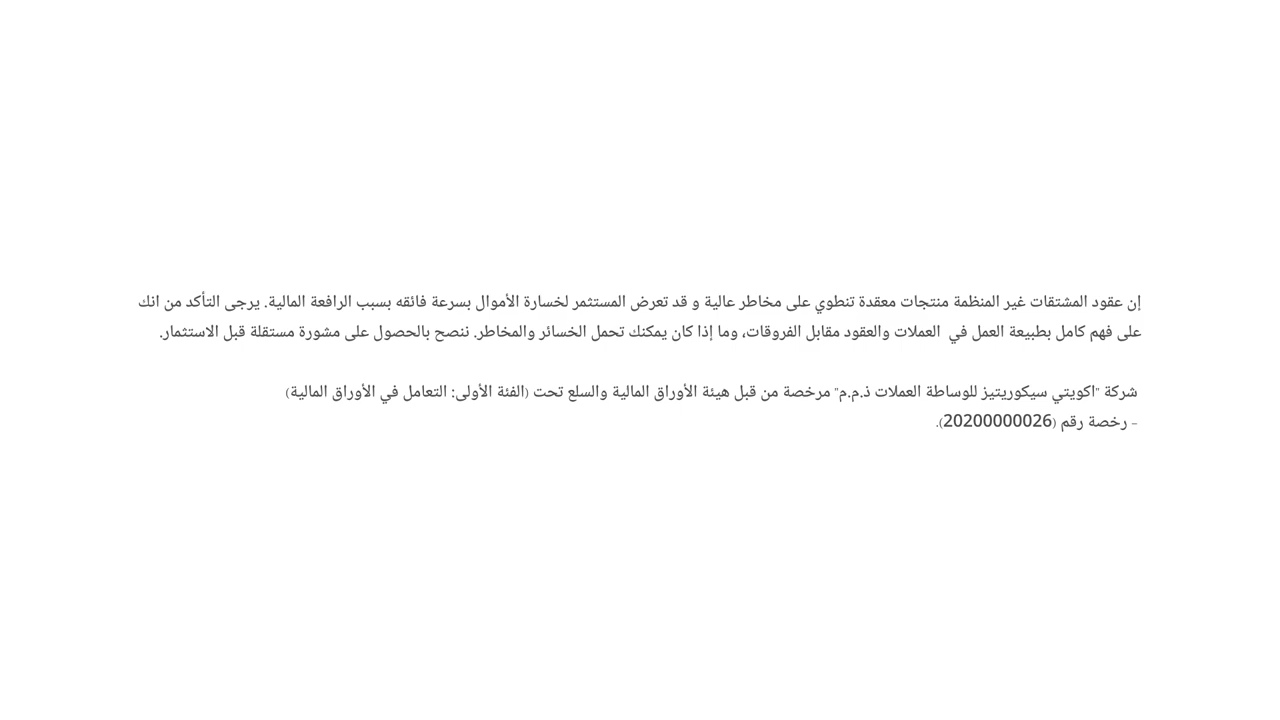 إن عقود المشتقات غير المنظمة منتجات معقدة تنطوي على مخاطر عالية و قد تعرض المستثمر لخسارة الأموال بسرعة فائقه بسبب الرافعة المالية. يرجى التأكد من انك
على فهم كامل بطبيعة العمل في العملات والعقود مقابل الفروقات، وما إذا كان يمكنك تحمل الخسائر والمخاطر. ننصح بالحصول على مشورة مستقلة قبل الاستثمار.
شركة "اكويتي سيكوريتيز للوساطة العملات ذ.م.م" مرخصة من قبل هيئة الأوراق المالية والسلع تحت (الفئة الأولى: التعامل في الأوراق المالية)
– رخصة رقم (20200000026).